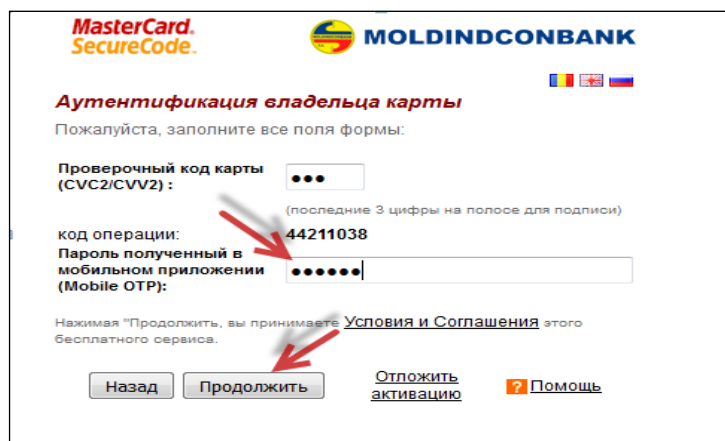 MasterCard.
SecureCode.
MOLDINDCONBANK
Аутентификация владельца карты
Пожалуйста, заполните все поля формы:
Проверочный код карты
(CVC2/CVV2) :
(последние 3 цифры на полосе для подписи)
код операции: 44211038
Пароль полученный в
мобильном приложении
(Mobile OTP):
Нажимая "Продолжить, вы принимаете Условия и Соглашения этого
бесплатного сервиса.
Назад Продолжить Отложить
активацию ? Помощь